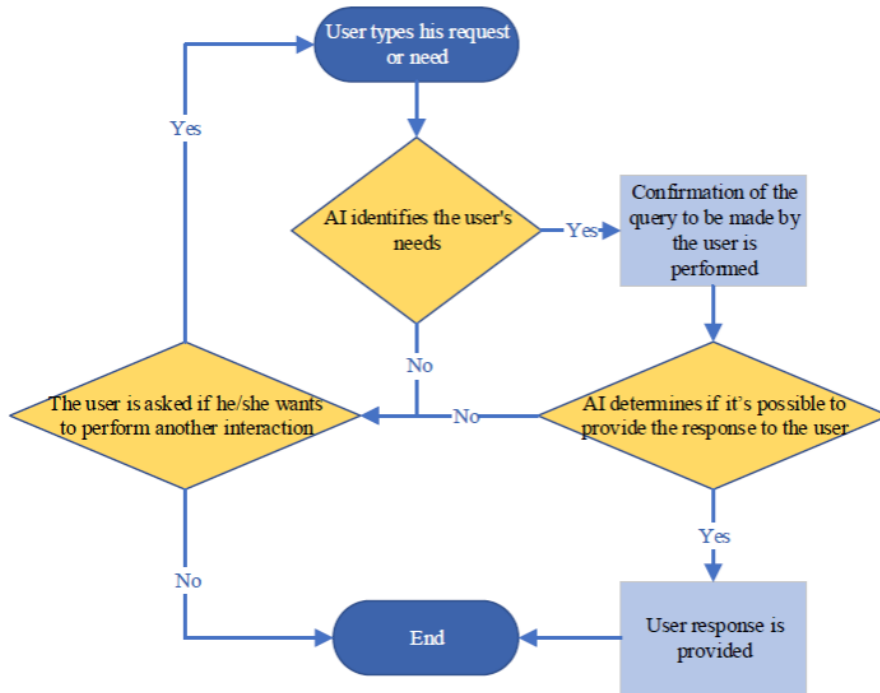 User types his request
or need
Yes
AI identifies the user's
needs
Yes
Confirmation of the
query to be made by
the user is
performed
No
The user is asked if he/she wants
to perform another interaction
No
AI determines if it’s possible to
provide the response to the user
Yes
No
End
User response is
provided